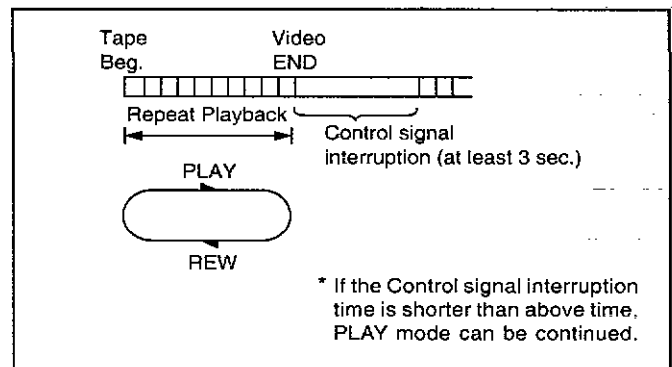 Tape Video
Beg. END
Repeat Playback
Control signal
interruption (at least 3 sec.)
PLAY
REW
* If the Control signal interruption
time is shorter than above time,
PLAY mode can be continued.